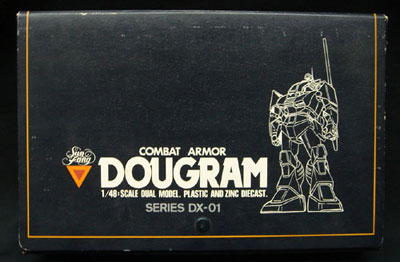 Sun
Fang
COMBAT ARMOR
DOUGRAM
1/48-SCALE DUAL MODEL. PLASTIC AND ZINC DIECAST.
SERIES DX-01